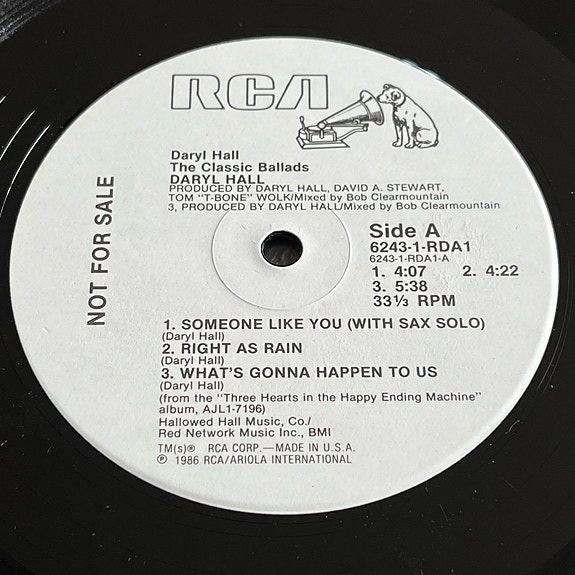 RCA
Daryl Hall
The Classic Ballads
DARYL HALL
PRODUCED BY DARYL HALL, DAVID A. STEWART,
TOM "T-BONE" WOLK/Mixed by Bob Clearmountain
3, PRODUCED BY DARYL HALL/Mixed by Bob Clearmountain
NOT FOR SALE
Side A
6243-1-RDA1
6243-1-RDA1-A
1. 4:07 2. 4:22
3. 5:38
33⅓ RPM
1. SOMEONE LIKE YOU (WITH SAX SOLO)
(Daryl Hall)
2. RIGHT AS RAIN
(Daryl Hall)
3. WHAT'S GONNA HAPPEN TO US
(Daryl Hall)
(from the "Three Hearts in the Happy Ending Machine"
album, AJL1-7196)
Hallowed Hall Music, Co./
Red Network Music Inc., BMI
TM(s)® RCA CORP.—MADE IN U.S.A.
℗ 1986 RCA/ARIOLA INTERNATIONAL